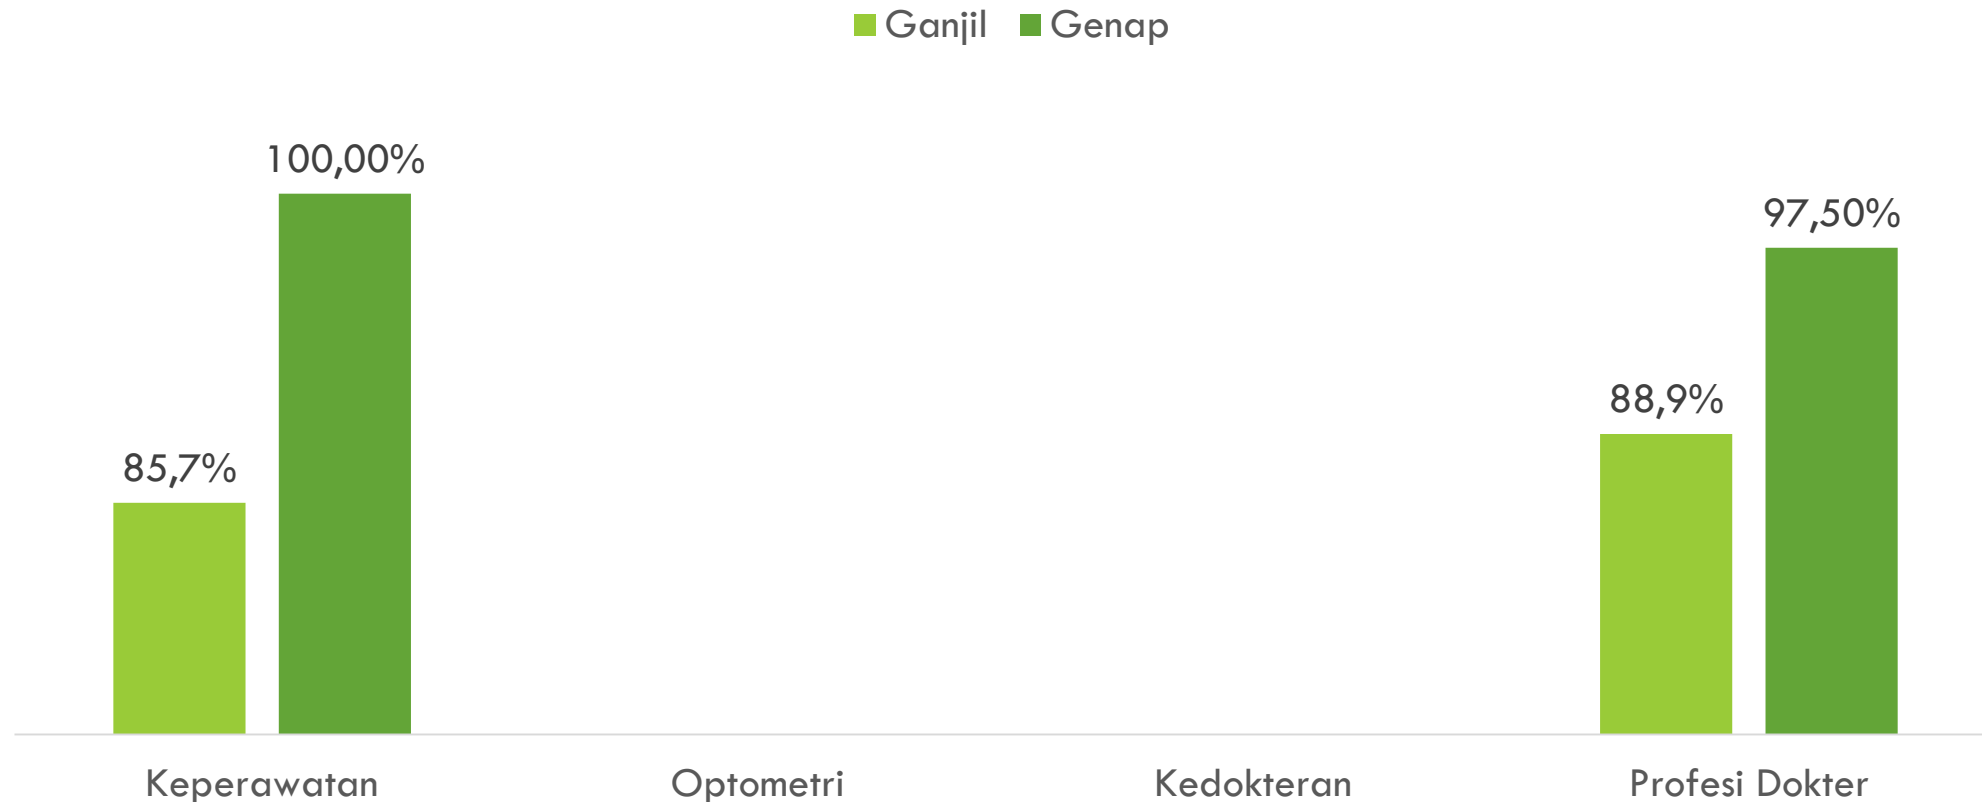 Ganjil Genap
100,00%
97,50%
88,9%
85,7%
Keperawatan Optometri Kedokteran Profesi Dokter